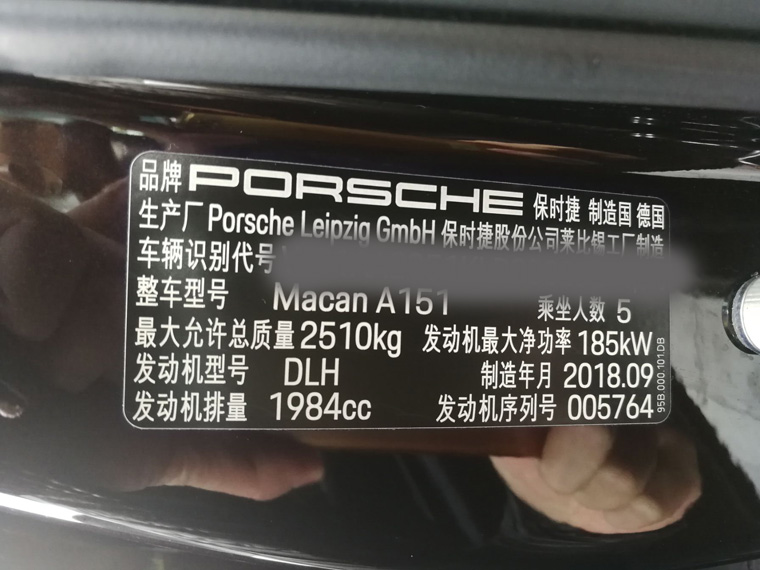 品牌 PORSCHE 保时捷 制造国 德国
生产厂 Porsche Leipzig GmbH 保时捷股份公司莱比锡工厂制造
车辆识别代号
整车型号 Macan A151 乘坐人数 5
最大允许总质量 2510kg 发动机最大净功率 185kW
发动机型号 DLH 制造年月 2018.09
发动机排量 1984cc 发动机序列号 005764
95B.000.101.DB